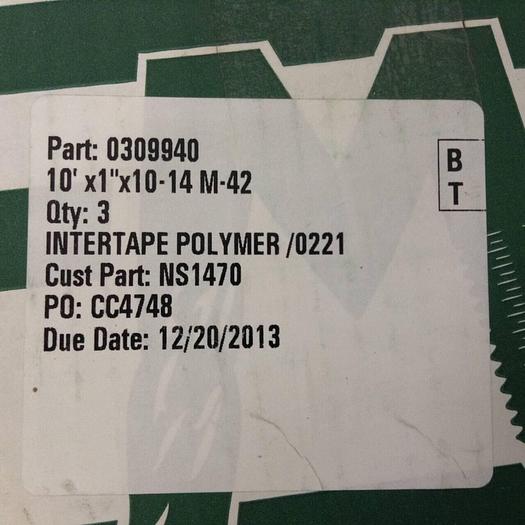 Part: 0309940
10' x1"x10-14 M-42
Qty: 3
INTERTAPE POLYMER /0221
Cust Part: NS1470
PO: CC4748
Due Date: 12/20/2013
B
T